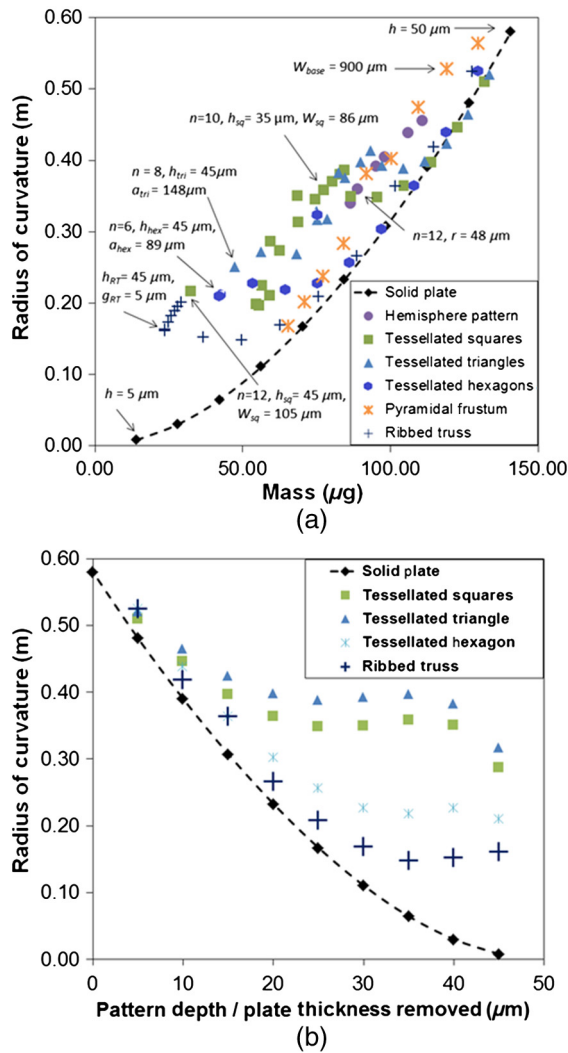 h = 50 µm
0.60
W_base = 900 µm
0.50
n=10, h_sq= 35 µm, W_sq= 86 µm
n = 8, h_tri = 45µm
a_tri = 148µm
0.40
n=6, h_hex= 45 µm,
a_hex = 89 µm
0.30
n=12, r = 48 µm
h_RT = 45 µm,
g_RT = 5 µm
0.20
0.10
n=12, h_sq= 45 µm,
W_sq= 105 µm
h = 5 µm
0.00
Radius of curvature (m)
Solid plate
Hemisphere pattern
Tessellated squares
Tessellated triangles
Tessellated hexagons
Pyramidal frustum
Ribbed truss
0.00 50.00 100.00 150.00
Mass (µg)
(a)
0.60
0.50
0.40
0.30
0.20
0.10
0.00
Radius of curvature (m)
Solid plate
Tessellated squares
Tessellated triangle
Tessellated hexagon
Ribbed truss
0 10 20 30 40 50
Pattern depth / plate thickness removed (µm)
(b)